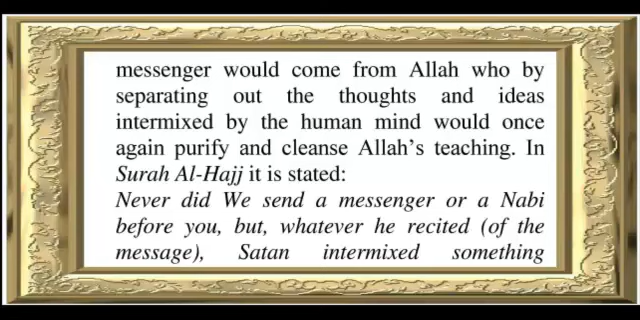 messenger would come from Allah who by
separating out the thoughts and ideas
intermixed by the human mind would once
again purify and cleanse Allah’s teaching. In
Surah Al-Hajj it is stated:
Never did We send a messenger or a Nabi
before you, but, whatever he recited (of the
message), Satan intermixed something